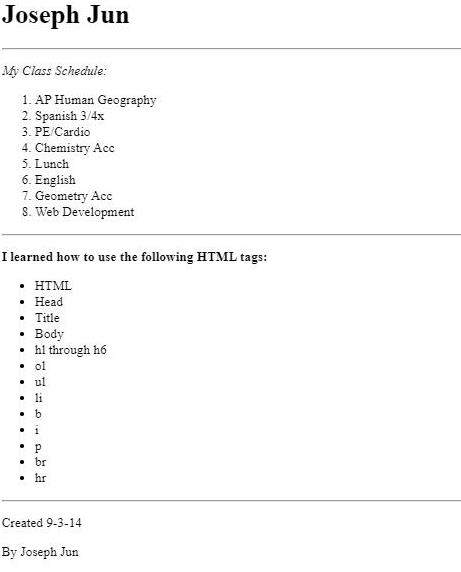 Joseph Jun
My Class Schedule:
1. AP Human Geography
2. Spanish 3/4x
3. PE/Cardio
4. Chemistry Acc
5. Lunch
6. English
7. Geometry Acc
8. Web Development
I learned how to use the following HTML tags:
• HTML
• Head
• Title
• Body
• h1 through h6
• ol
• ul
• li
• b
• i
• p
• br
• hr
Created 9-3-14
By Joseph Jun